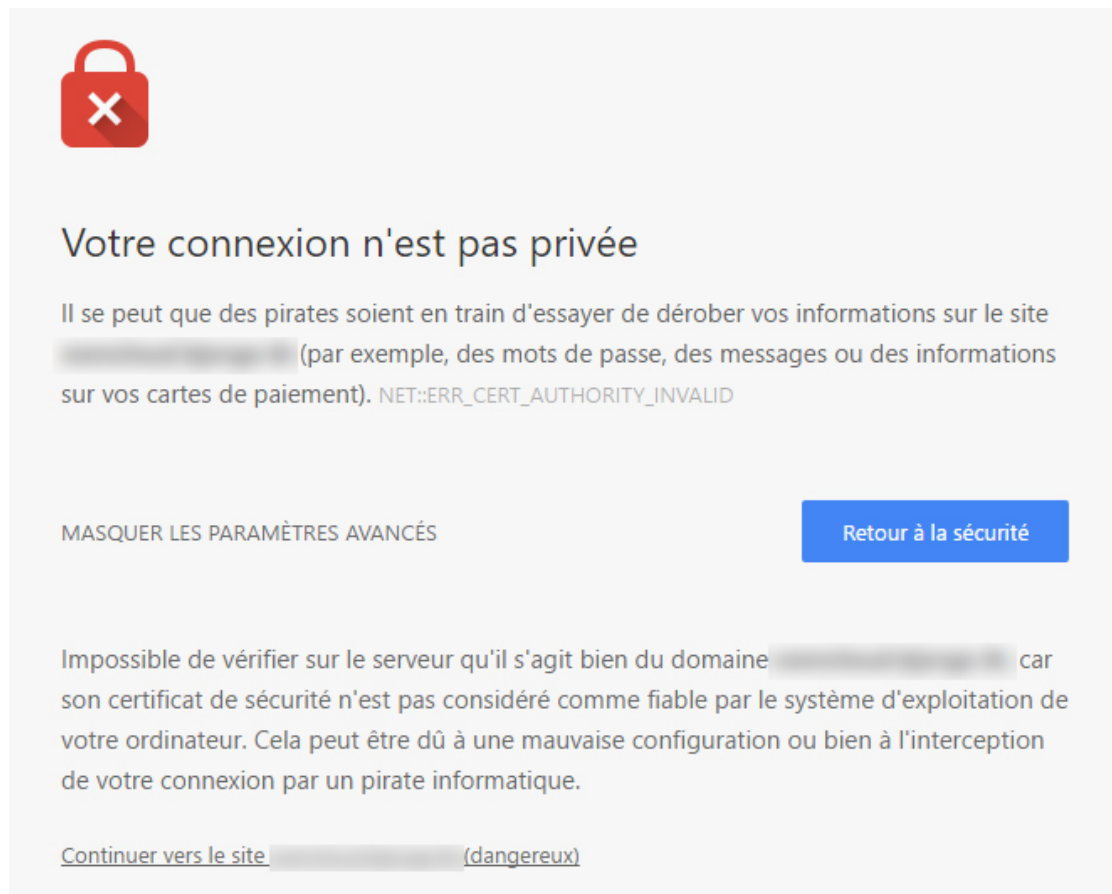 Votre connexion n'est pas privée
Il se peut que des pirates soient en train d'essayer de dérober vos informations sur le site
(par exemple, des mots de passe, des messages ou des informations
sur vos cartes de paiement). NET::ERR_CERT_AUTHORITY_INVALID
MASQUER LES PARAMÈTRES AVANCÉS
Retour à la sécurité
Impossible de vérifier sur le serveur qu'il s'agit bien du domaine car
son certificat de sécurité n'est pas considéré comme fiable par le système d'exploitation de
votre ordinateur. Cela peut être dû à une mauvaise configuration ou bien à l'interception
de votre connexion par un pirate informatique.
Continuer vers le site (dangereux)